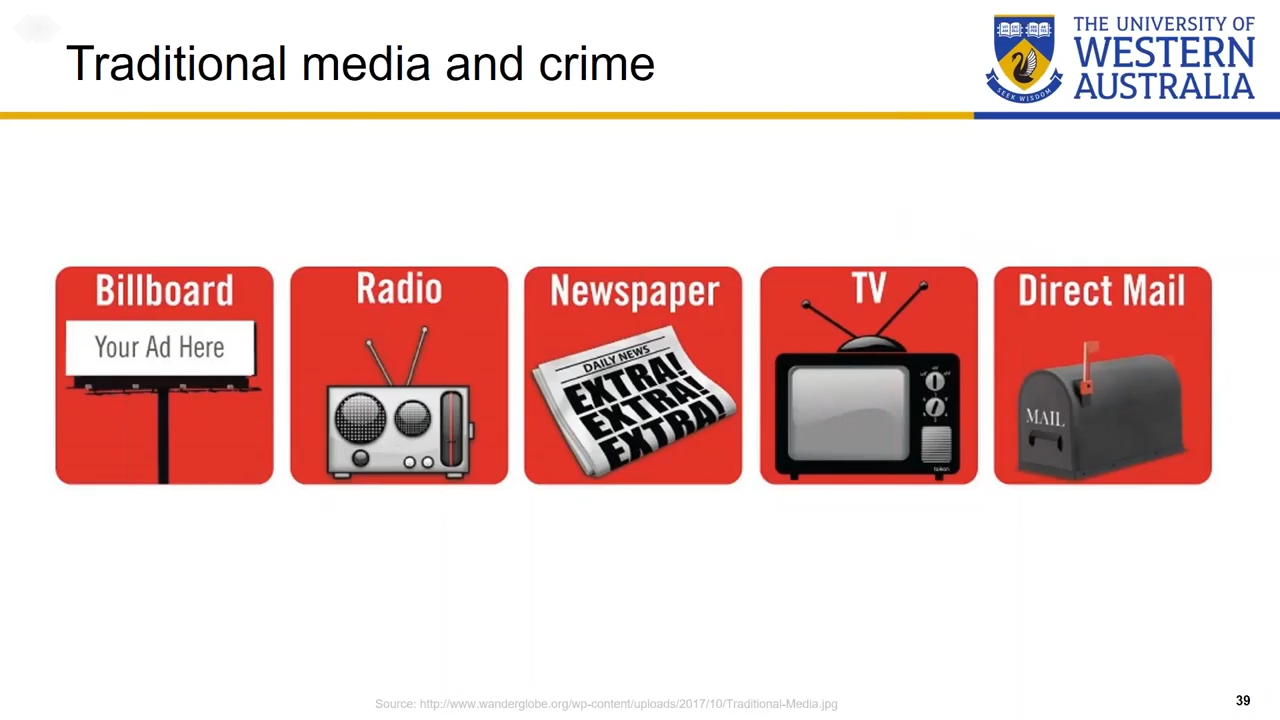 Traditional media and crime
THE UNIVERSITY OF
WESTERN
AUSTRALIA
SEEK WISDOM
Billboard
Your Ad Here
Radio
Newspaper
DAILY NEWS
EXTRA!
EXTRA!
EXTRA!
TV
Direct Mail
MAIL
Source: http://www.wanderglobe.org/wp-content/uploads/2017/10/Traditional-Media.jpg
39